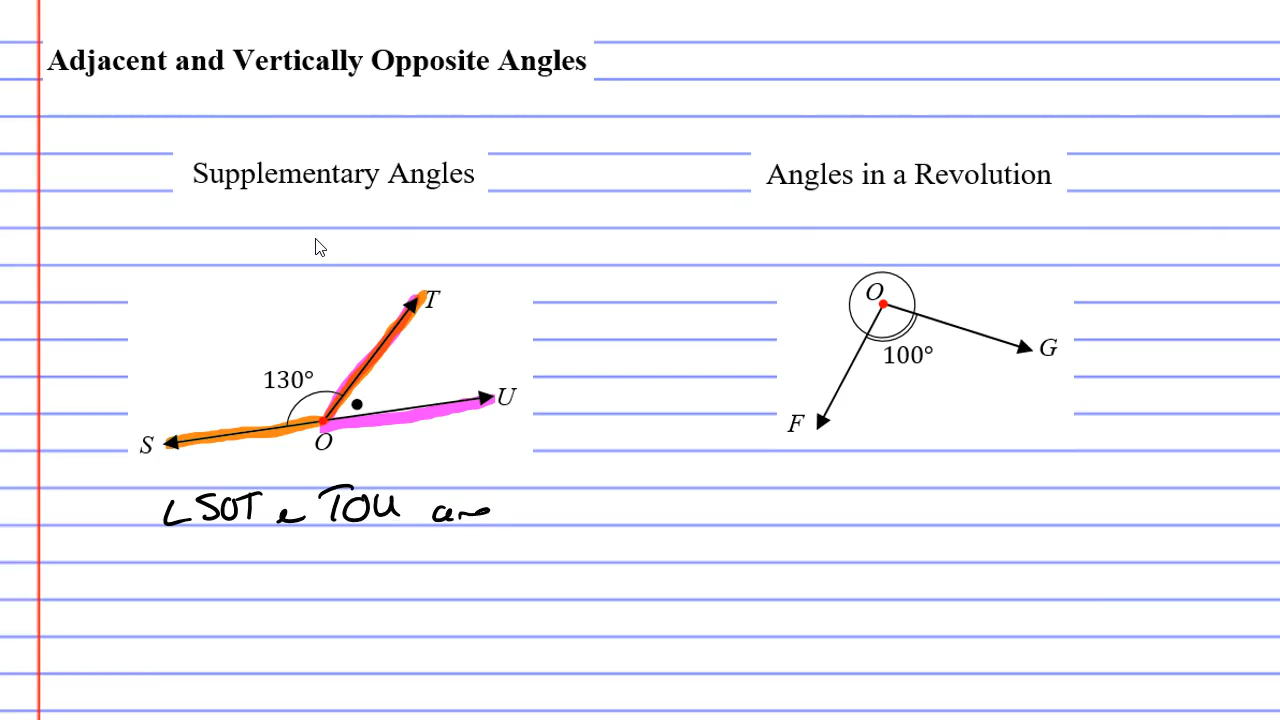 Adjacent and Vertically Opposite Angles
Supplementary Angles
Angles in a Revolution
T
130°
U
S
O
O
100°
G
F
∠SOT & TOU are